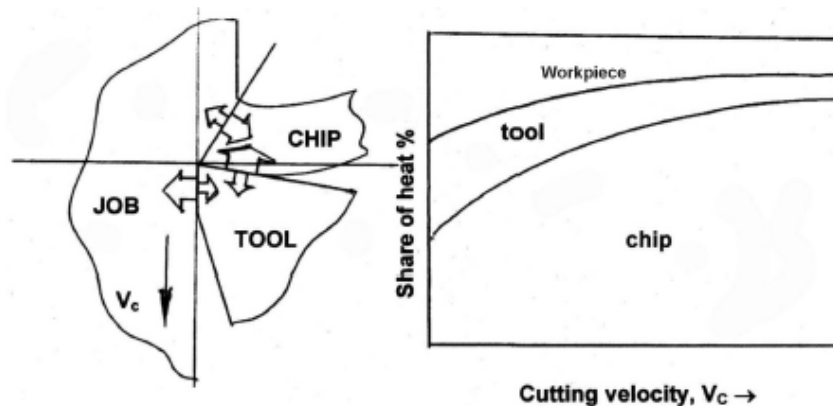 CHIP
JOB
TOOL
Vc
Workpiece
tool
chip
Share of heat %
Cutting velocity, VC →